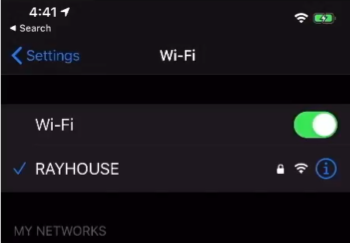 4:41
Search
Settings
Wi-Fi
Wi-Fi
RAYHOUSE
MY NETWORKS